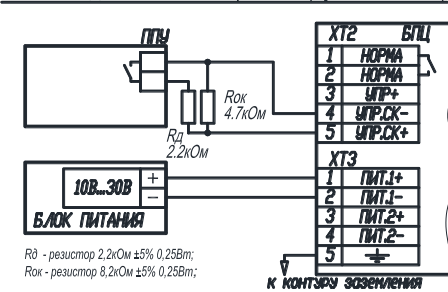 ППУ
Rок
4.7кОм
Rд
2.2кОм
10В...30В
+
−
БЛОК ПИТАНИЯ
ХТ2 БПЦ
1 НОРМА
2 НОРМА
3 УПР+
4 УПР.СК-
5 УПР.СК+
ХТ3
1 ПИТ.1+
2 ПИТ.1-
3 ПИТ.2+
4 ПИТ.2-
5
Rд - резистор 2,2кОм ±5% 0,25Вт;
Rок - резистор 8,2кОм ±5% 0,25Вт;
к контуру заземления